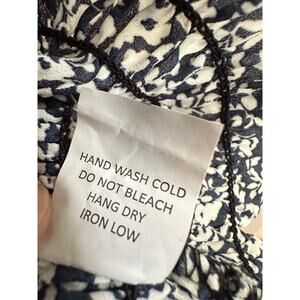 HAND WASH COLD
DO NOT BLEACH
HANG DRY
IRON LOW